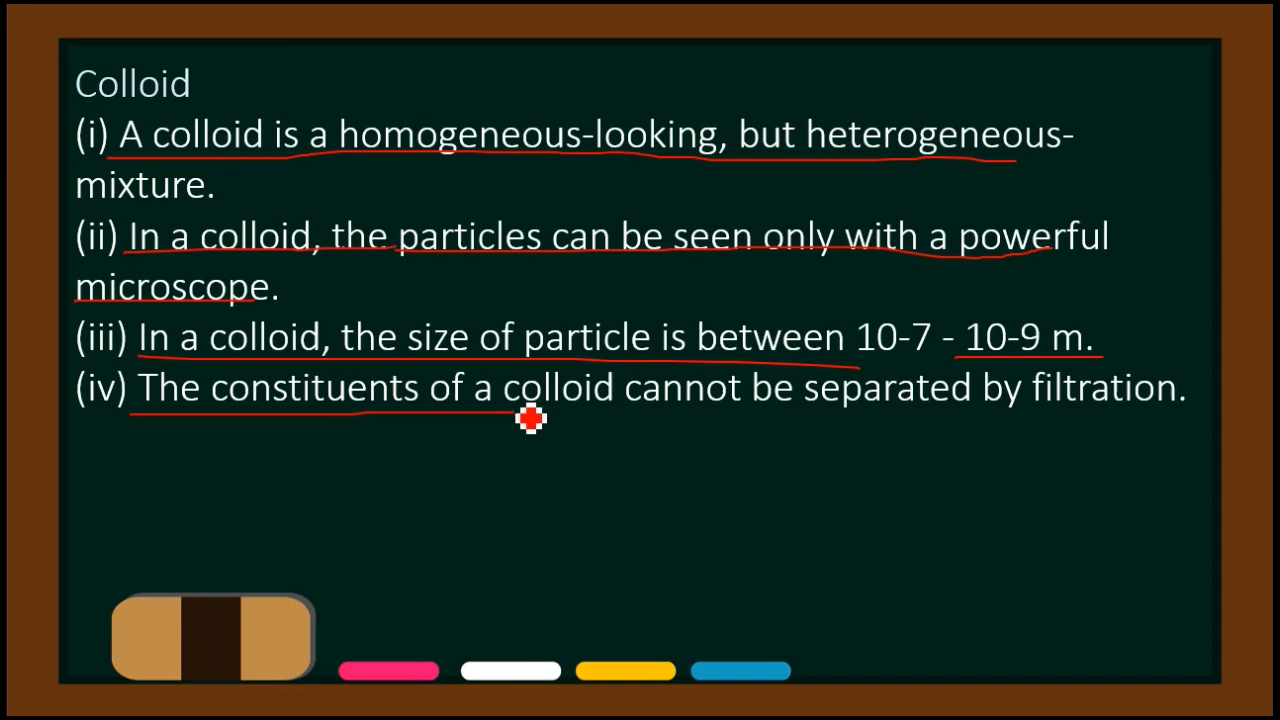 Colloid
(i) A colloid is a homogeneous-looking, but heterogeneous-
mixture.
(ii) In a colloid, the particles can be seen only with a powerful
microscope.
(iii) In a colloid, the size of particle is between 10-7 - 10-9 m.
(iv) The constituents of a colloid cannot be separated by filtration.